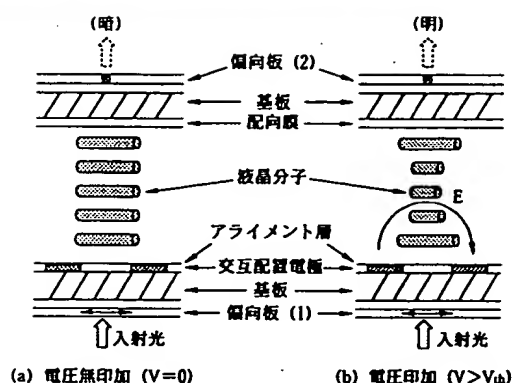 (暗)
(明)
偏向板 (2)
基板
配向膜
液晶分子
E
アライメント層
交互配置電極
基板
偏向板 (1)
入射光
入射光
(a) 電圧無印加 (V=0)
(b) 電圧印加 (V>Vth)